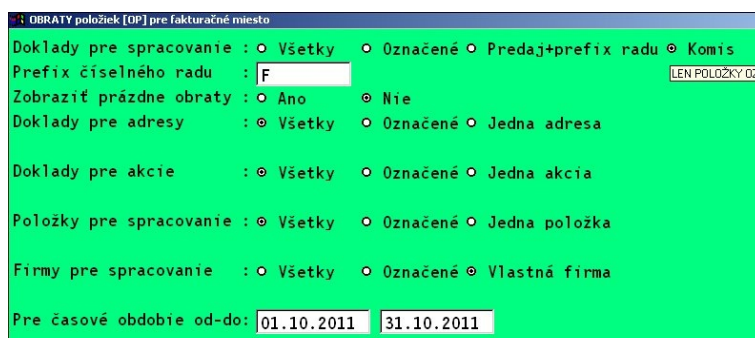 OBRATY položiek [OP] pre fakturačné miesto
Doklady pre spracovanie : Všetky Označené Predaj+prefix radu Komis
Prefix číselného radu : F
LEN POLOŽKY OZ
Zobraziť prázdne obraty : Ano Nie
Doklady pre adresy : Všetky Označené Jedna adresa
Doklady pre akcie : Všetky Označené Jedna akcia
Položky pre spracovanie : Všetky Označené Jedna položka
Firmy pre spracovanie : Všetky Označené Vlastná firma
Pre časové obdobie od-do: 01.10.2011 31.10.2011